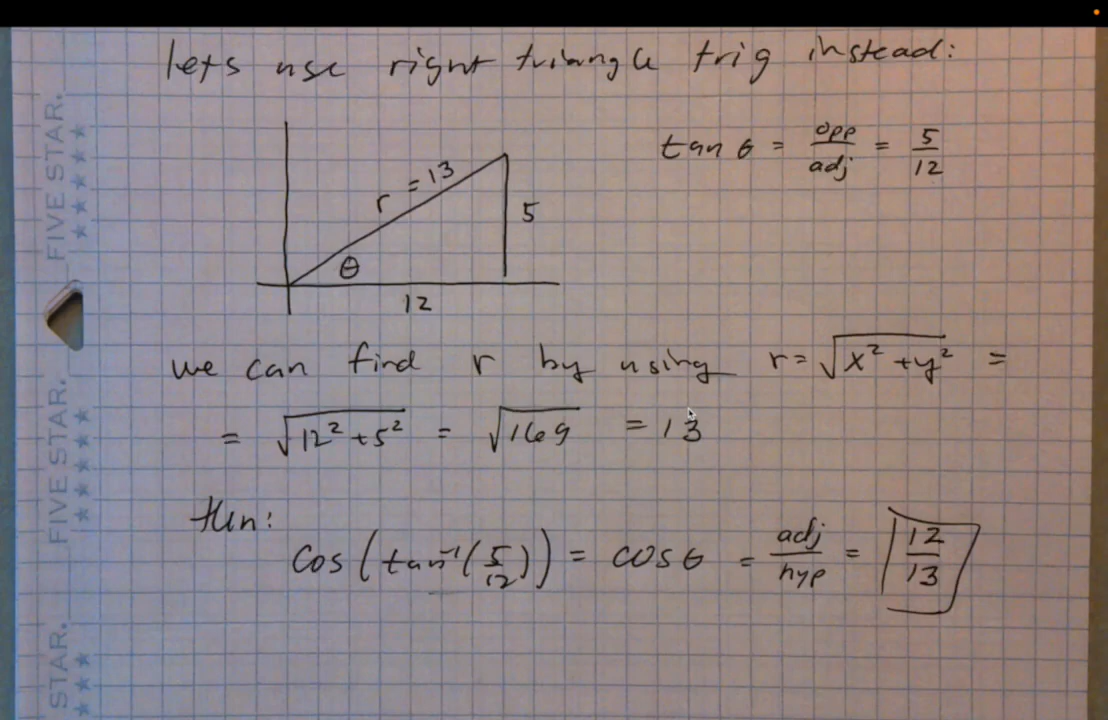 lets use right triangle trig instead:
tan θ = opp/adj = 5/12
r = 13
5
θ
12
we can find r by using r = √(x² + y²) =
= √(12² + 5²) = √169 = 13
then:
cos(tan⁻¹(5/12)) = cos θ = adj/hyp = 12/13
FIVE STAR.
FIVE STAR.
STAR.